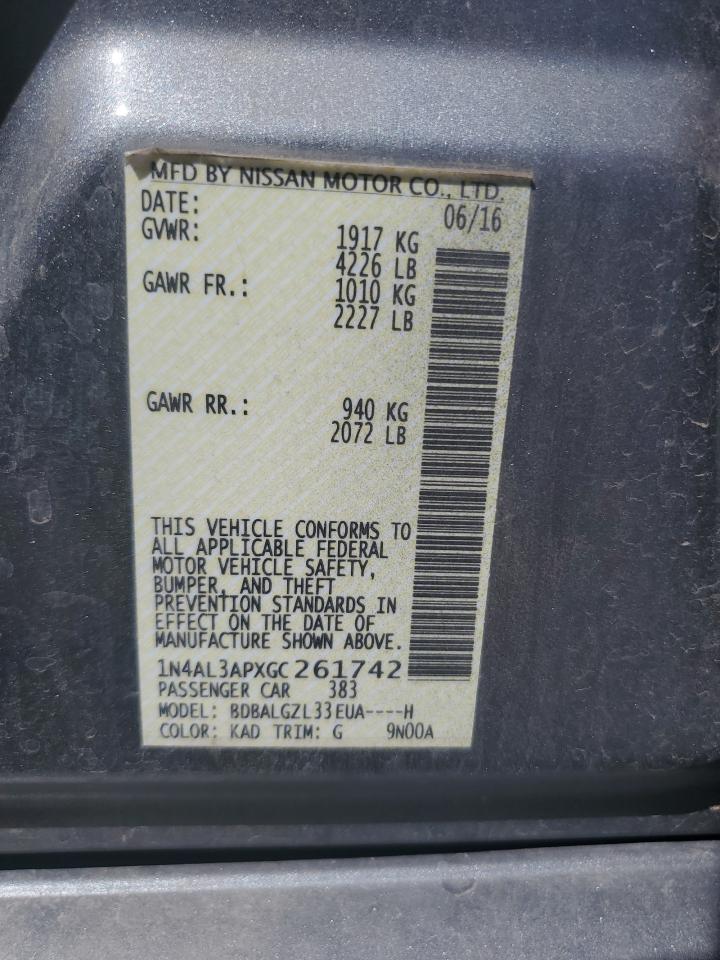 MFD BY NISSAN MOTOR CO., LTD.
DATE: 06/16
GVWR: 1917 KG
4226 LB
GAWR FR.: 1010 KG
2227 LB
GAWR RR.: 940 KG
2072 LB
THIS VEHICLE CONFORMS TO
ALL APPLICABLE FEDERAL
MOTOR VEHICLE SAFETY,
BUMPER, AND THEFT
PREVENTION STANDARDS IN
EFFECT ON THE DATE OF
MANUFACTURE SHOWN ABOVE.
1N4AL3APXGC261742
PASSENGER CAR 383
MODEL: BDBALGZL33EUA----H
COLOR: KAD TRIM: G 9N00A